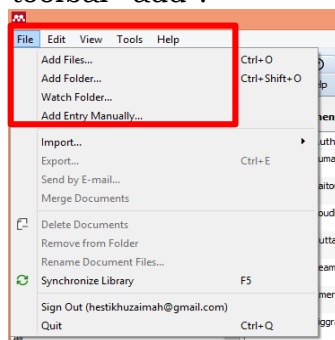 toolbar "add".
File Edit View Tools Help
Add Files... Ctrl+O
Add Folder... Ctrl+Shift+O
Watch Folder...
Add Entry Manually...
Import...
Export... Ctrl+E
Send by E-mail...
Merge Documents
Delete Documents
Remove from Folder
Rename Document Files...
Synchronize Library F5
Sign Out (hestikhuzaimah@gmail.com)
Quit Ctrl+Q